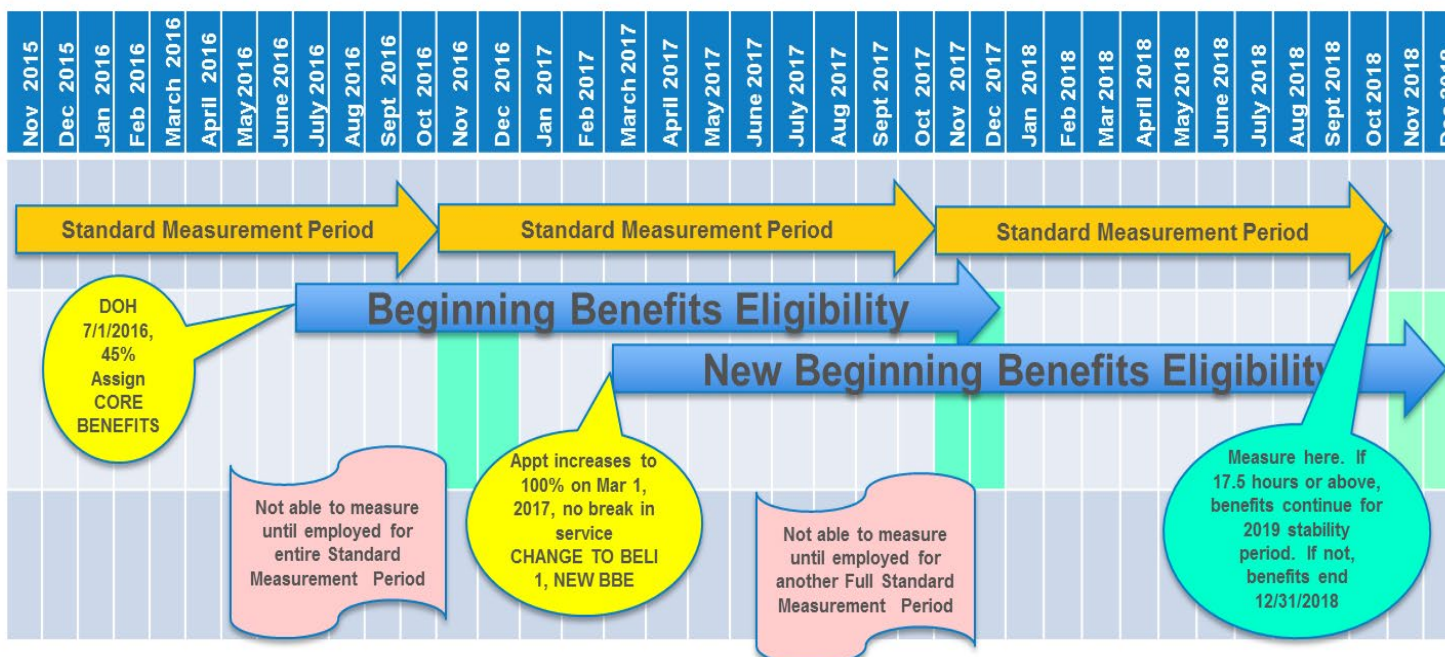 Nov 2015
Dec 2015
Jan 2016
Feb 2016
March 2016
April 2016
May 2016
June 2016
July 2016
Aug 2016
Sept 2016
Oct 2016
Nov 2016
Dec 2016
Jan 2017
Feb 2017
March 2017
April 2017
May 2017
June 2017
July 2017
Aug 2017
Sept 2017
Oct 2017
Nov 2017
Dec 2017
Jan 2018
Feb 2018
Mar 2018
April 2018
May 2018
June 2018
July 2018
Aug 2018
Sept 2018
Oct 2018
Nov 2018
Standard Measurement Period
Standard Measurement Period
Standard Measurement Period
DOH
7/1/2016,
45%
Assign
CORE
BENEFITS
Beginning Benefits Eligibility
New Beginning Benefits Eligibility
Not able to measure
until employed for
entire Standard
Measurement Period
Appt increases to
100% on Mar 1,
2017, no break in
service
CHANGE TO BELI
1, NEW BBE
Not able to measure
until employed for
another Full Standard
Measurement Period
Measure here. If
17.5 hours or above,
benefits continue for
2019 stability
period. If not,
benefits end
12/31/2018